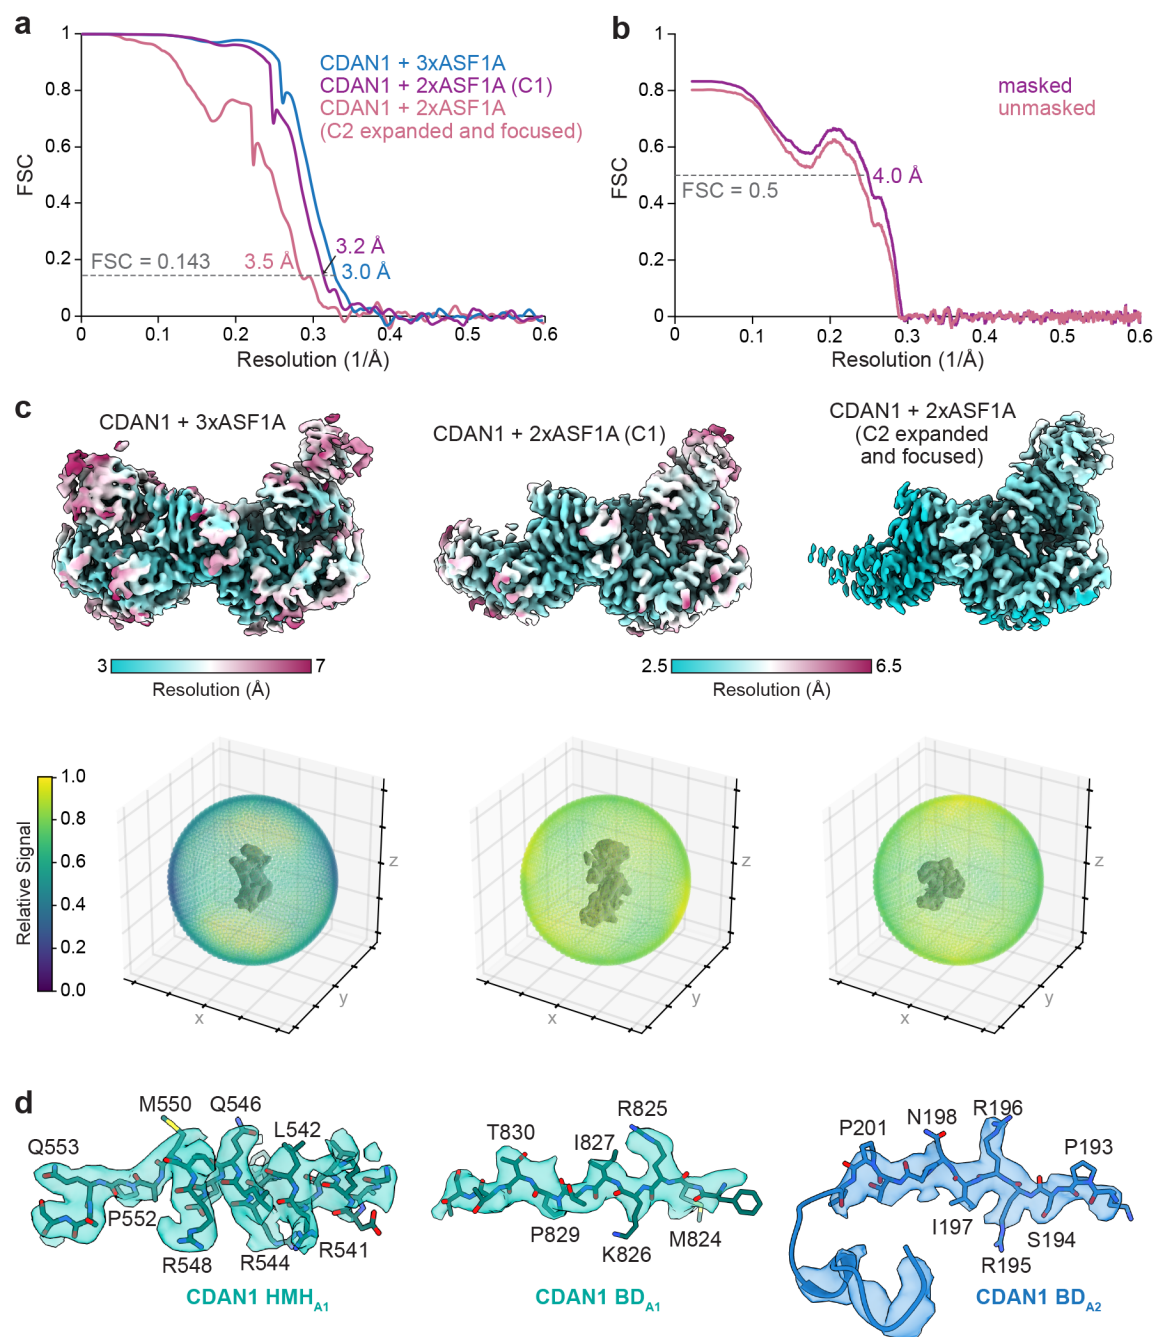 a
1
0.8
0.6
0.4
0.2
0
FSC
CDAN1 + 3xASF1A
CDAN1 + 2xASF1A (C1)
CDAN1 + 2xASF1A
(C2 expanded and focused)
FSC = 0.143
3.5 Å
3.2 Å
3.0 Å
0 0.1 0.2 0.3 0.4 0.5 0.6
Resolution (1/Å)
b
1
0.8
0.6
0.4
0.2
0
FSC
masked
unmasked
FSC = 0.5
4.0 Å
0 0.1 0.2 0.3 0.4 0.5 0.6
Resolution (1/Å)
c
CDAN1 + 3xASF1A
CDAN1 + 2xASF1A (C1)
CDAN1 + 2xASF1A
(C2 expanded
and focused)
3 7
Resolution (Å)
2.5 6.5
Resolution (Å)
Relative Signal
1.0
0.8
0.6
0.4
0.2
0.0
x y z
x y z
x y z
d
Q553
M550
Q546
L542
P552
R548
R544
R541
CDAN1 HMHA1
T830
I827
R825
P829
K826
M824
CDAN1 BDA1
P201
N198
R196
P193
I197
R195
S194
CDAN1 BDA2